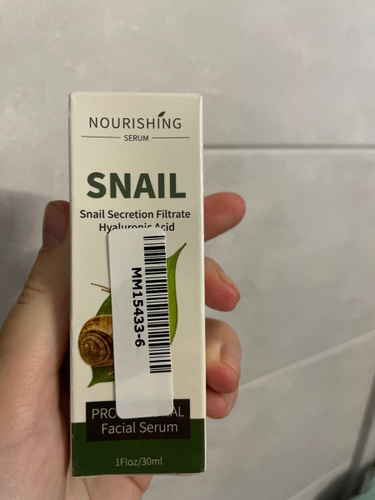 NOURISHING
SERUM
SNAIL
Snail Secretion Filtrate
Hyaluronic Acid
MM15433-6
Facial Serum
1Floz/30ml